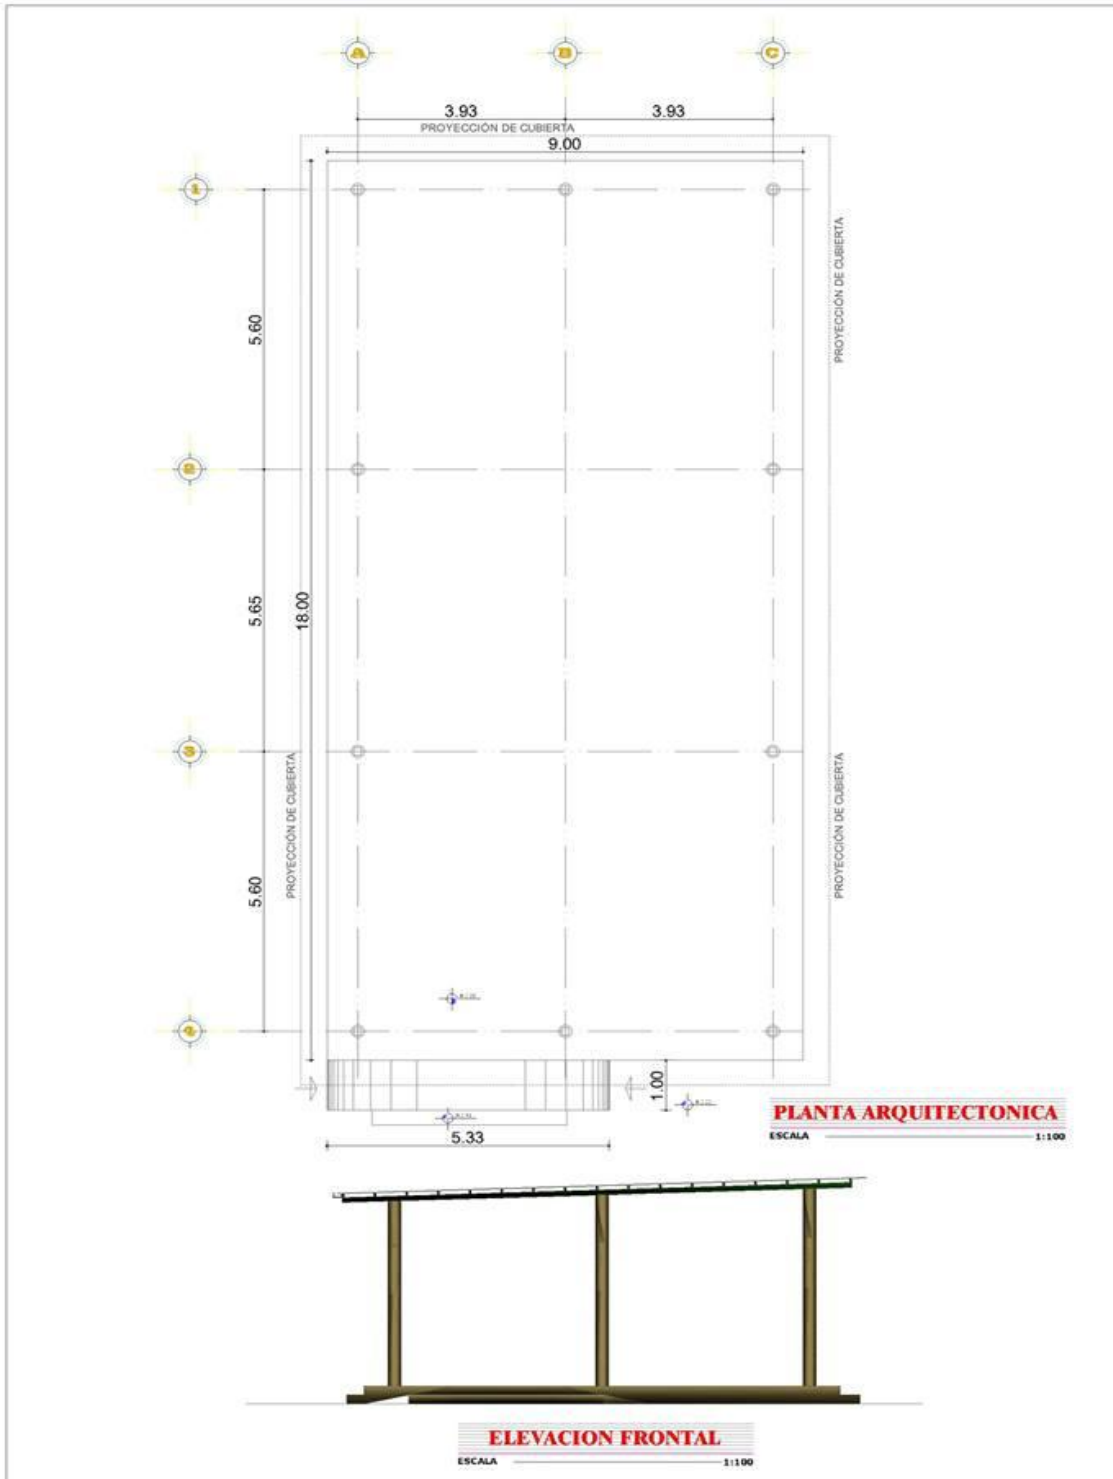 A
B
C
3.93
3.93
PROYECCIÓN DE CUBIERTA
9.00
1
PROYECCIÓN DE CUBIERTA
5.60
2
5.65
18.00
3
PROYECCIÓN DE CUBIERTA
PROYECCIÓN DE CUBIERTA
5.60
4
1.00
5.33
PLANTA ARQUITECTONICA
ESCALA 1:100
ELEVACION FRONTAL
ESCALA 1:100